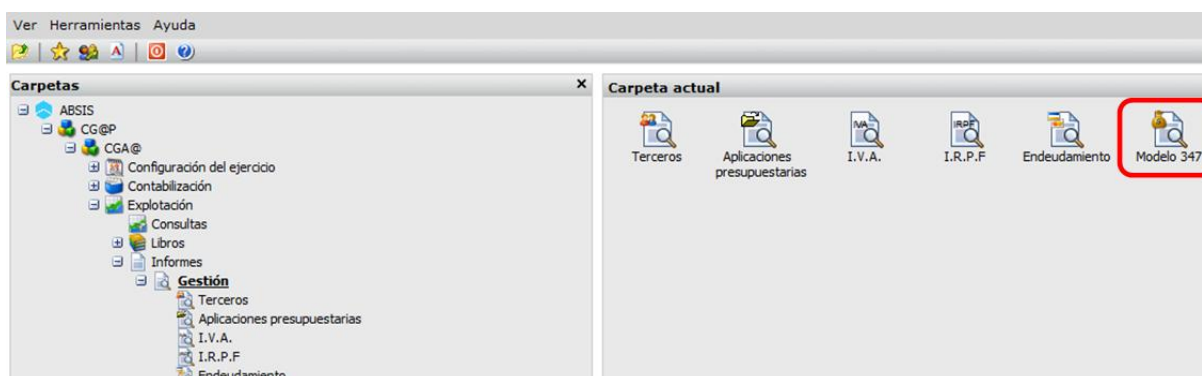 Ver Herramientas Ayuda
Carpetas x
ABSIS
CG@P
CGA@
Configuración del ejercicio
Contabilización
Explotación
Consultas
Libros
Informes
Gestión
Terceros
Aplicaciones presupuestarias
I.V.A.
I.R.P.F
Endeudamiento
Carpeta actual
Terceros
Aplicaciones
presupuestarias
I.V.A.
I.R.P.F
Endeudamiento
Modelo 347